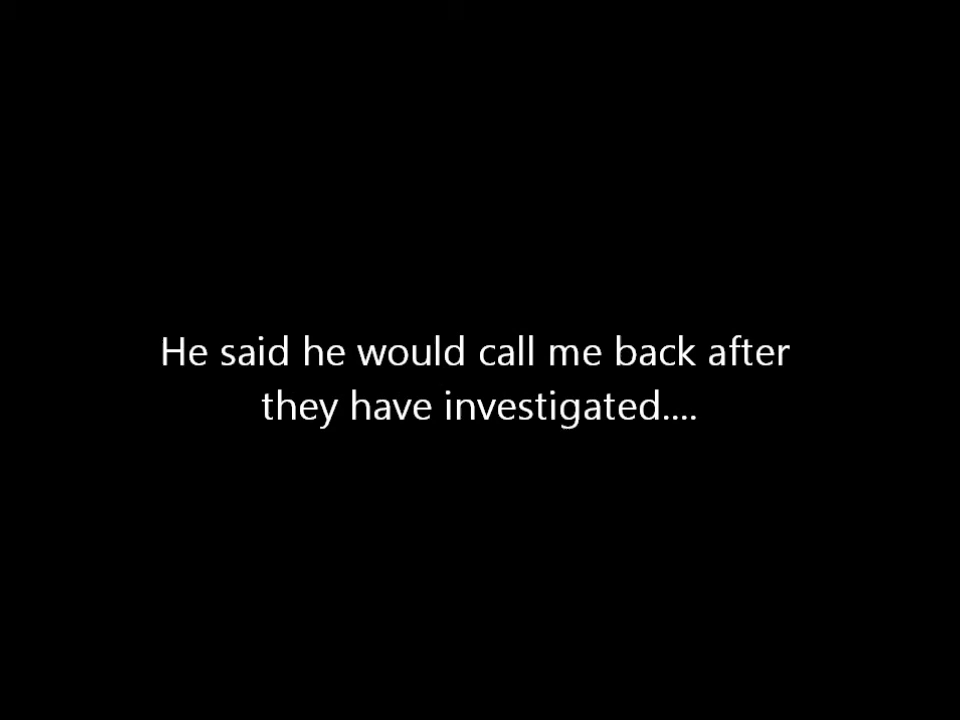 He said he would call me back after
they have investigated....